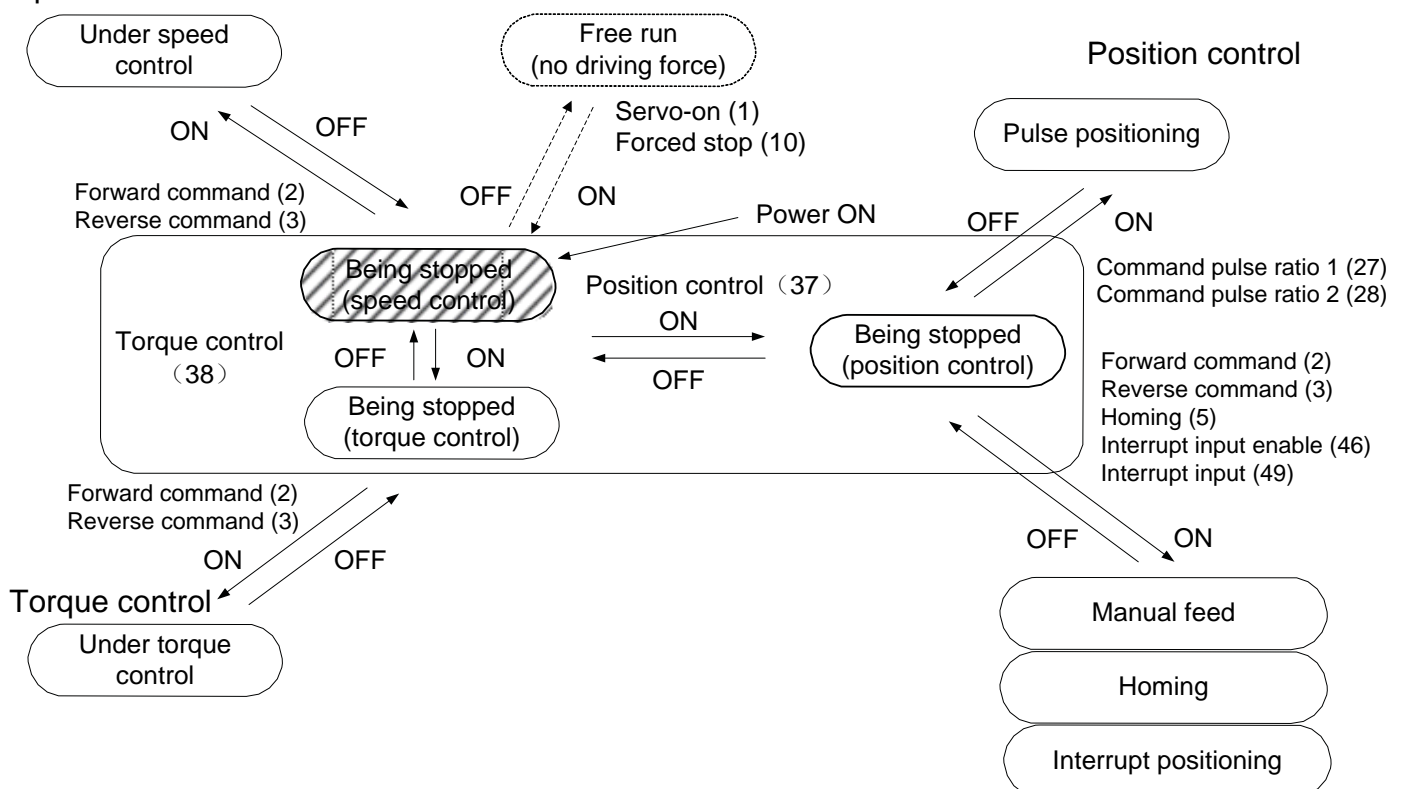 Under speed
control
Free run
(no driving force)
Position control
Servo-on (1)
Forced stop (10)
Pulse positioning
ON
OFF
Forward command (2)
Reverse command (3)
OFF
ON
Power ON
OFF
ON
Being stopped
(speed control)
Position control（37）
ON
OFF
Command pulse ratio 1 (27)
Command pulse ratio 2 (28)
Torque control
（38）
OFF
ON
Being stopped
(torque control)
Being stopped
(position control)
Forward command (2)
Reverse command (3)
Homing (5)
Interrupt input enable (46)
Interrupt input (49)
Forward command (2)
Reverse command (3)
ON
OFF
OFF
ON
Torque control
Under torque
control
Manual feed
Homing
Interrupt positioning